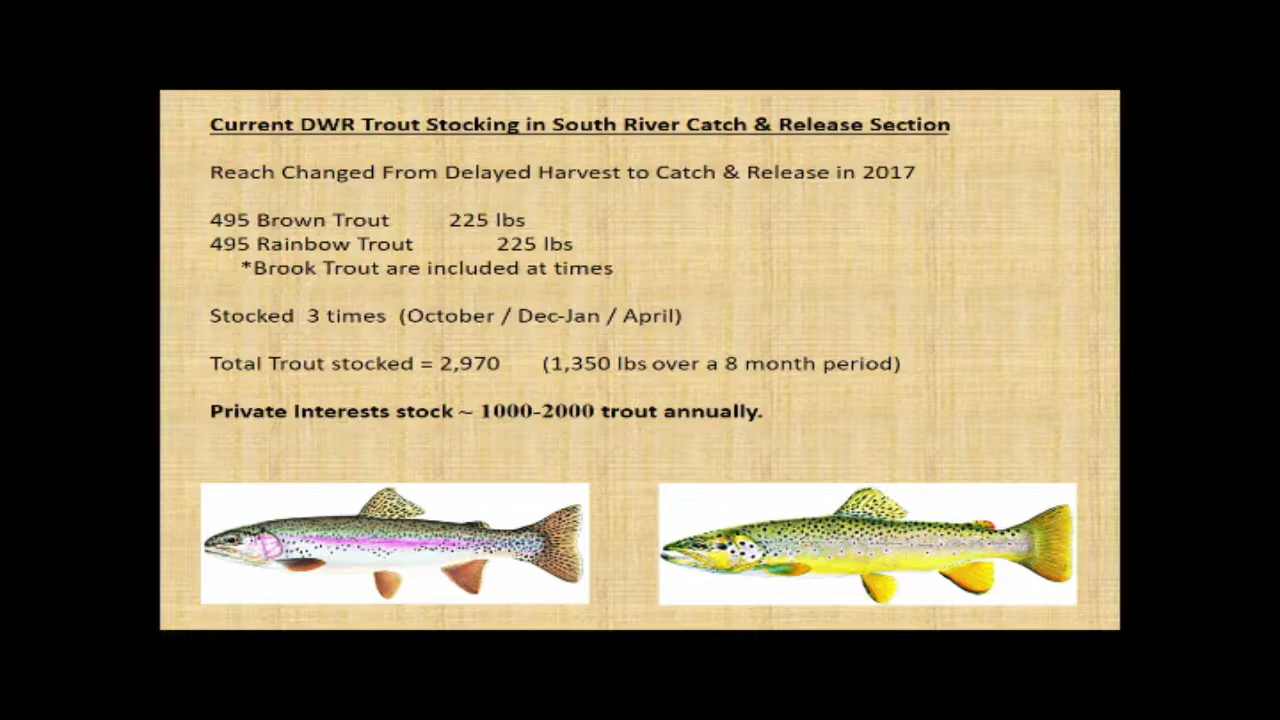 Current DWR Trout Stocking in South River Catch & Release Section
Reach Changed From Delayed Harvest to Catch & Release in 2017
495 Brown Trout 225 lbs
495 Rainbow Trout 225 lbs
*Brook Trout are included at times
Stocked 3 times (October / Dec-Jan / April)
Total Trout stocked = 2,970 (1,350 lbs over a 8 month period)
Private Interests stock ~ 1000-2000 trout annually.